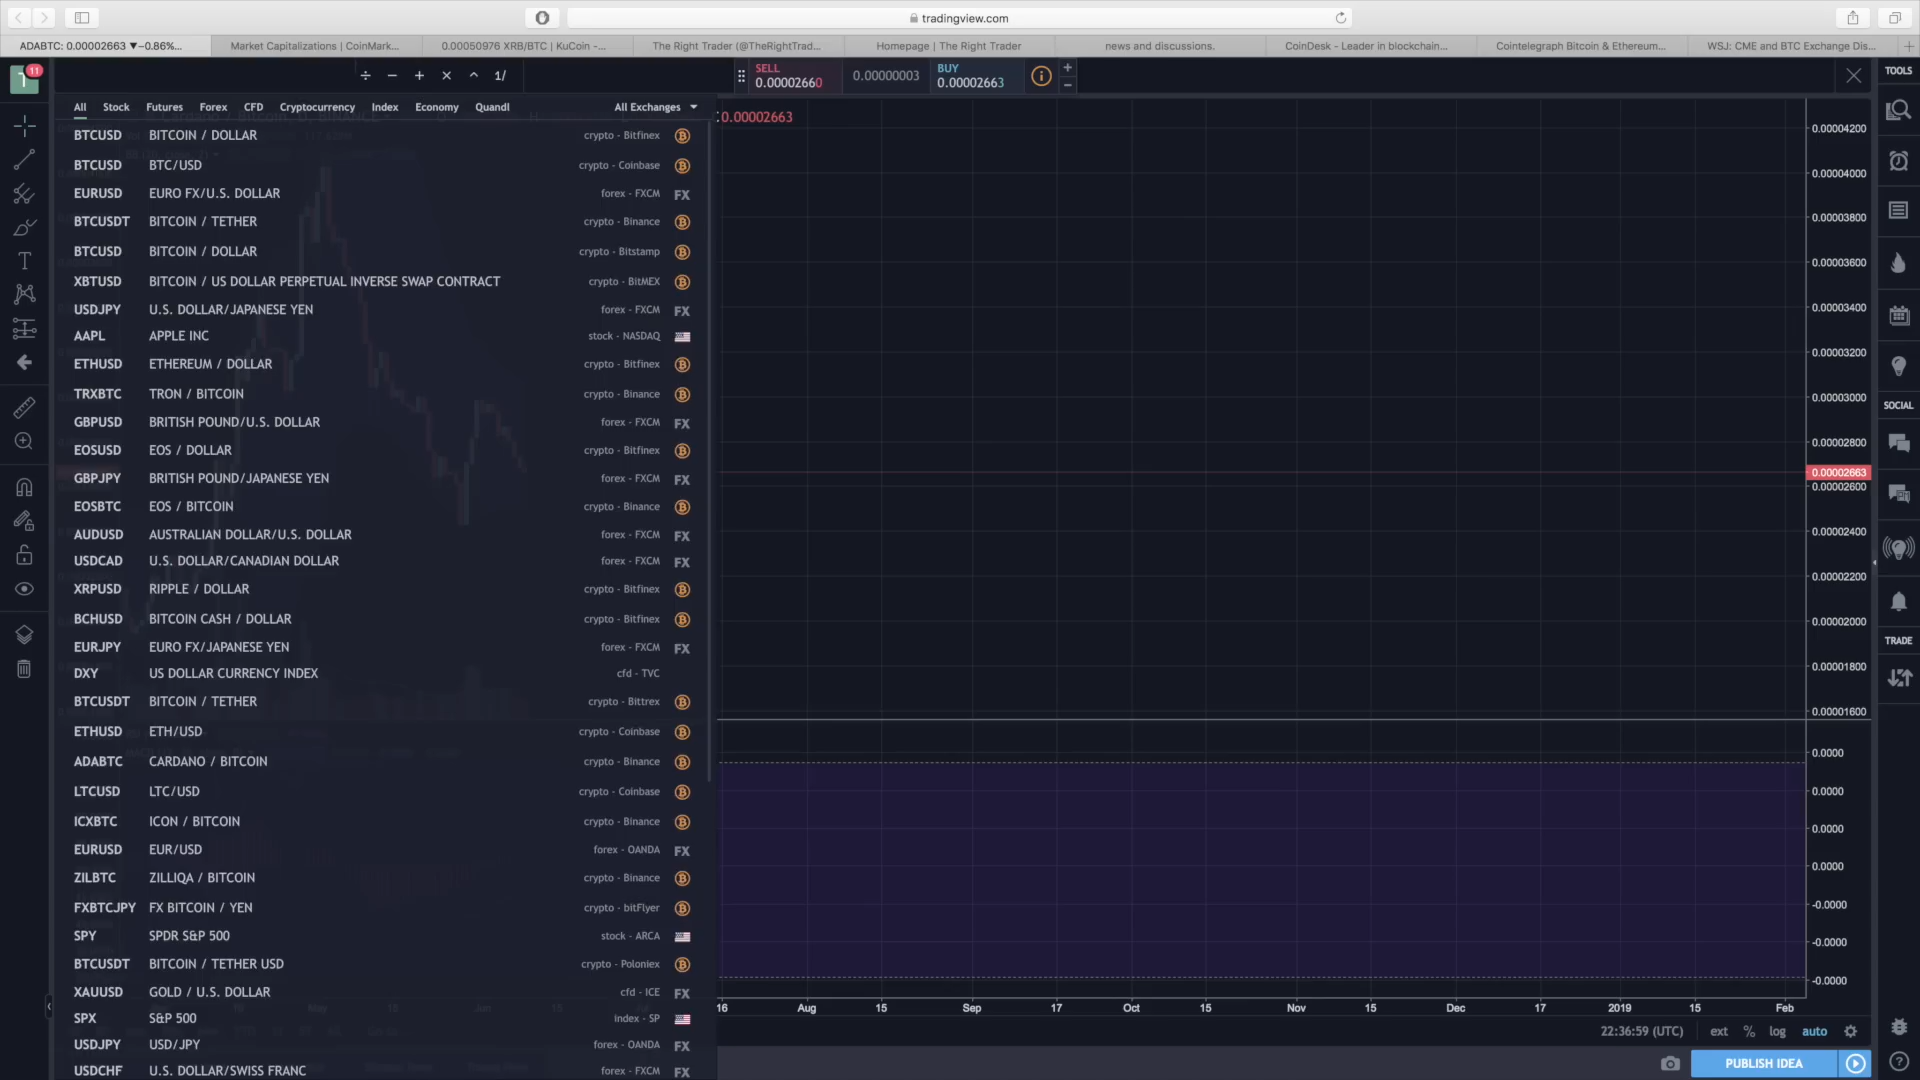 tradingview.com
ADABTC: 0.00002663 ▼−0.86%...
Market Capitalizations | CoinMark...
0.00050976 XRB/BTC | KuCoin -...
The Right Trader (@TheRightTrad...
Homepage | The Right Trader
news and discussions.
CoinDesk - Leader in blockchain...
Cointelegraph Bitcoin & Ethereum...
WSJ: CME and BTC Exchange Dis...
11
1/
SELL
0.00002660
0.00000003
BUY
0.00002663
TOOLS
All Stock Futures Forex CFD Cryptocurrency Index Economy Quandl All Exchanges
0.00002663
BTCUSD BITCOIN / DOLLAR crypto - Bitfinex
BTCUSD BTC/USD crypto - Coinbase
EURUSD EURO FX/U.S. DOLLAR forex - FXCM FX
BTCUSDT BITCOIN / TETHER crypto - Binance
BTCUSD BITCOIN / DOLLAR crypto - Bitstamp
XBTUSD BITCOIN / US DOLLAR PERPETUAL INVERSE SWAP CONTRACT crypto - BitMEX
USDJPY U.S. DOLLAR/JAPANESE YEN forex - FXCM FX
AAPL APPLE INC stock - NASDAQ
ETHUSD ETHEREUM / DOLLAR crypto - Bitfinex
TRXBTC TRON / BITCOIN crypto - Binance
GBPUSD BRITISH POUND/U.S. DOLLAR forex - FXCM FX
EOSUSD EOS / DOLLAR crypto - Bitfinex
GBPJPY BRITISH POUND/JAPANESE YEN forex - FXCM FX
EOSBTC EOS / BITCOIN crypto - Binance
AUDUSD AUSTRALIAN DOLLAR/U.S. DOLLAR forex - FXCM FX
USDCAD U.S. DOLLAR/CANADIAN DOLLAR forex - FXCM FX
XRPUSD RIPPLE / DOLLAR crypto - Bitfinex
BCHUSD BITCOIN CASH / DOLLAR crypto - Bitfinex
EURJPY EURO FX/JAPANESE YEN forex - FXCM FX
DXY US DOLLAR CURRENCY INDEX cfd - TVC
BTCUSDT BITCOIN / TETHER crypto - Bittrex
ETHUSD ETH/USD crypto - Coinbase
ADABTC CARDANO / BITCOIN crypto - Binance
LTCUSD LTC/USD crypto - Coinbase
ICXBTC ICON / BITCOIN crypto - Binance
EURUSD EUR/USD forex - OANDA FX
ZILBTC ZILLIQA / BITCOIN crypto - Binance
FXBTCJPY FX BITCOIN / YEN crypto - bitFlyer
SPY SPDR S&P 500 stock - ARCA
BTCUSDT BITCOIN / TETHER USD crypto - Poloniex
XAUUSD GOLD / U.S. DOLLAR cfd - ICE FX
SPX S&P 500 index - SP
USDJPY USD/JPY forex - OANDA FX
USDCHF U.S. DOLLAR/SWISS FRANC forex - FXCM FX
0.00004200
0.00004000
0.00003800
0.00003600
0.00003400
0.00003200
0.00003000
0.00002800
0.00002663
0.00002600
0.00002400
0.00002200
0.00002000
0.00001800
0.00001600
0.0000
0.0000
0.0000
0.0000
-0.0000
-0.0000
-0.0000
16 Aug 15 Sep 17 Oct 15 Nov 15 Dec 17 2019 15 Feb
22:36:59 (UTC) ext % log auto
PUBLISH IDEA
SOCIAL
TRADE